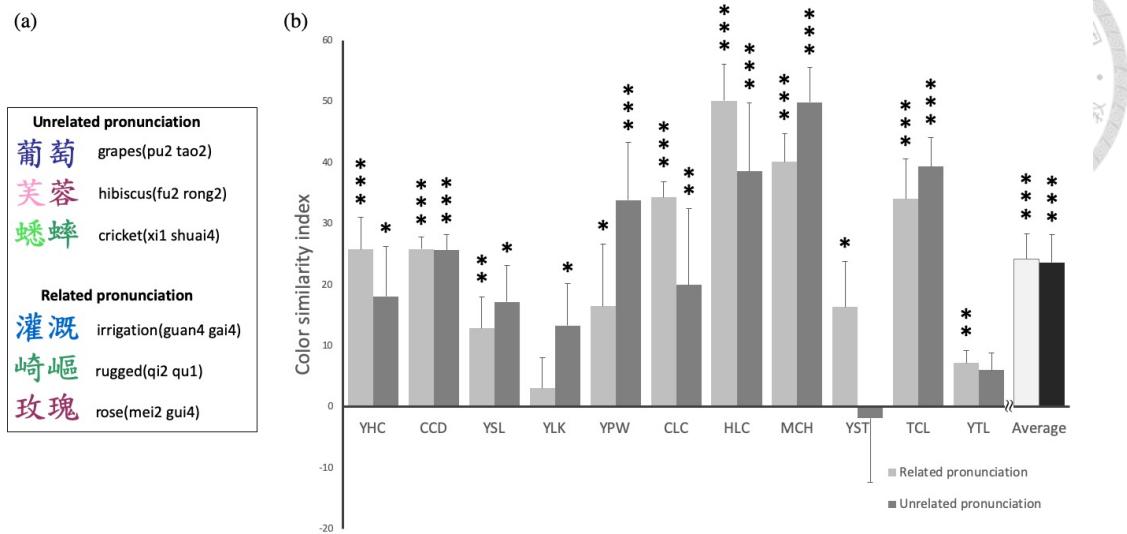 (a)
Unrelated pronunciation
葡萄 grapes(pu2 tao2)
芙蓉 hibiscus(fu2 rong2)
蟋蟀 cricket(xi1 shuai4)
Related pronunciation
灌溉 irrigation(guan4 gai4)
崎嶇 rugged(qi2 qu1)
玫瑰 rose(mei2 gui4)
(b)
Color similarity index
60
50
40
30
20
10
0
-10
-20
*** * *** *** ** * * * *** *** ** *** *** *** *** * *** *** ** *** ***
YHC CCD YSL YLK YPW CLC HLC MCH YST TCL YTL Average
Related pronunciation
Unrelated pronunciation